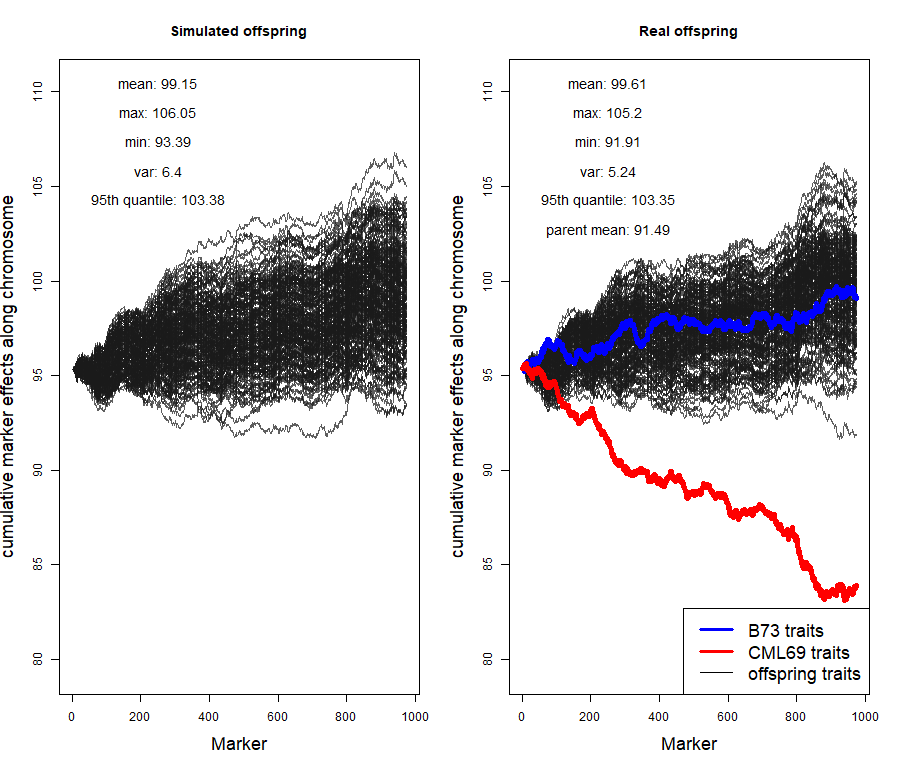 Simulated offspring
mean: 99.15
max: 106.05
min: 93.39
var: 6.4
95th quantile: 103.38
cumulative marker effects along chromosome
80
85
90
95
100
105
110
0
200
400
600
800
1000
Marker
Real offspring
mean: 99.61
max: 105.2
min: 91.91
var: 5.24
95th quantile: 103.35
parent mean: 91.49
cumulative marker effects along chromosome
80
85
90
95
100
105
110
B73 traits
CML69 traits
offspring traits
0
200
400
600
800
1000
Marker